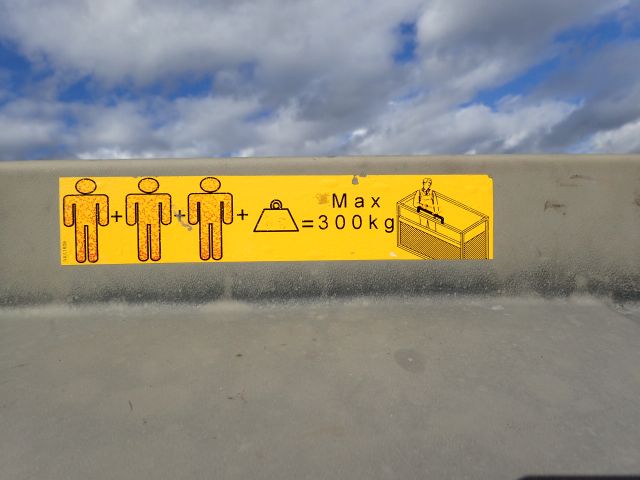 Max
+ + + =300kg